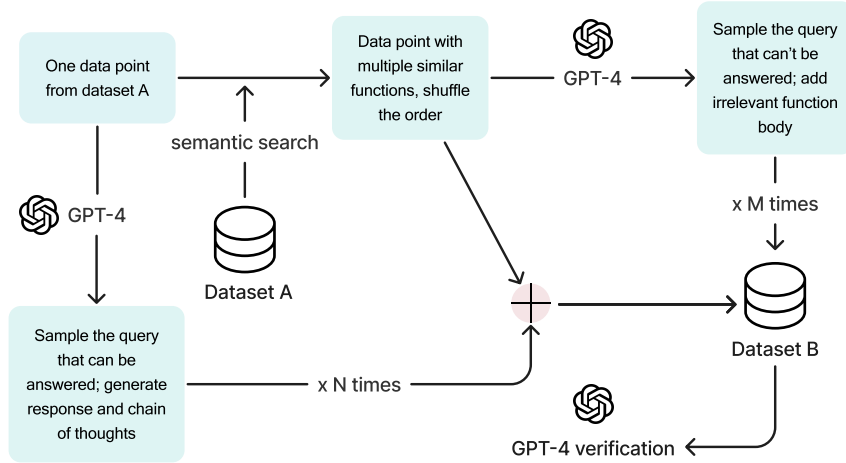 One data point
from dataset A
Data point with
multiple similar
functions, shuffle
the order
GPT-4
Sample the query
that can't be
answered; add
irrelevant function
body
semantic search
GPT-4
x M times
Dataset A
Sample the query
that can be
answered; generate
response and chain
of thoughts
x N times
Dataset B
GPT-4 verification